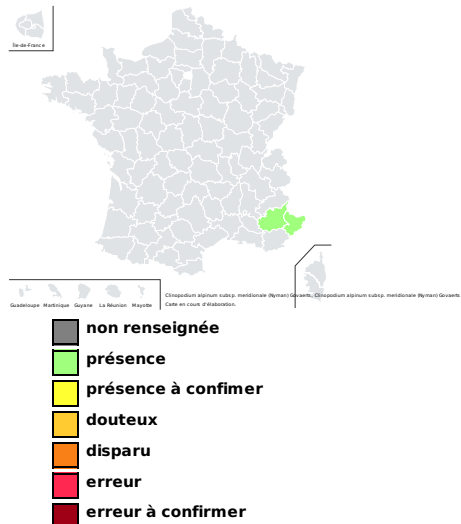 Île-de-France
Guadeloupe Martinique Guyane La Réunion Mayotte
Clinopodium alpinum subsp. meridionale (Nyman) Govaerts, Clinopodium alpinum subsp. meridionale (Nyman) Govaerts
Carte en cours d'élaboration.
non renseignée
présence
présence à confimer
douteux
disparu
erreur
erreur à confirmer